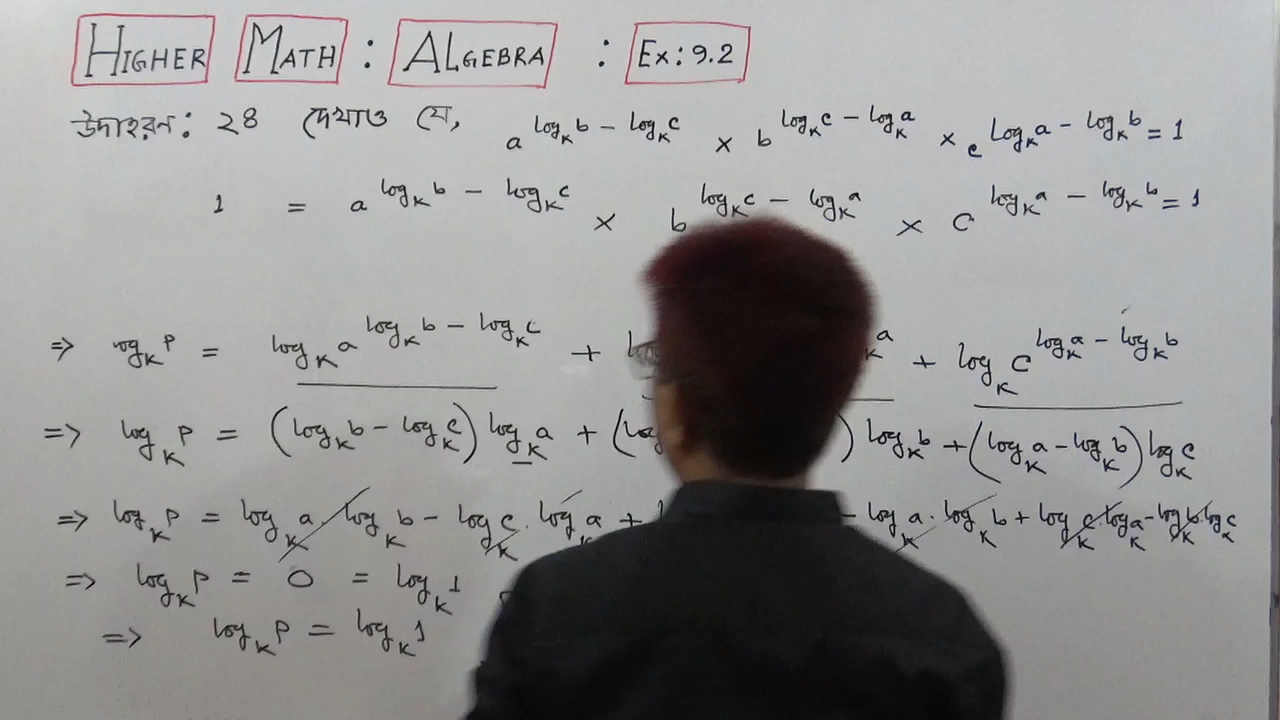 HIGHER MATH : ALGEBRA : Ex: 9.2
উদাহরণ: ২৪ দেখাও যে, a^(log_K b - log_K c) × b^(log_K c - log_K a) × c^(log_K a - log_K b) = 1
1 = a^(log_K b - log_K c) × b^(log_K c - log_K a) × c^(log_K a - log_K b) = 1
⇒ log_K P = log_K a^(log_K b - log_K c) + a + log_K c^(log_K a - log_K b)
⇒ log_K P = (log_K b - log_K c) log_K a + ( ) log_K b + (log_K a - log_K b) log_K c
⇒ log_K P = log_K a · log_K b - log_K c · log_K a + - log_K a · log_K b + log_K c · log_K a - log_K b · log_K c
⇒ log_K P = 0 = log_K 1
⇒ log_K P = log_K 1